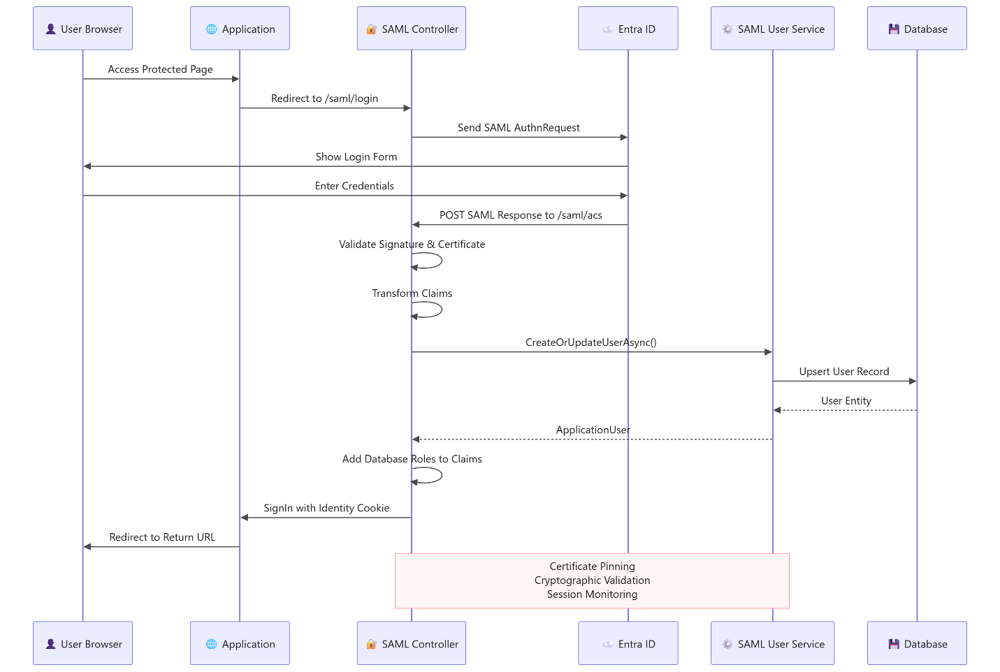 User Browser
Application
SAML Controller
Entra ID
SAML User Service
Database
Access Protected Page
Redirect to /saml/login
Send SAML AuthnRequest
Show Login Form
Enter Credentials
POST SAML Response to /saml/acs
Validate Signature & Certificate
Transform Claims
CreateOrUpdateUserAsync()
Upsert User Record
User Entity
ApplicationUser
Add Database Roles to Claims
SignIn with Identity Cookie
Redirect to Return URL
Certificate Pinning
Cryptographic Validation
Session Monitoring
User Browser
Application
SAML Controller
Entra ID
SAML User Service
Database